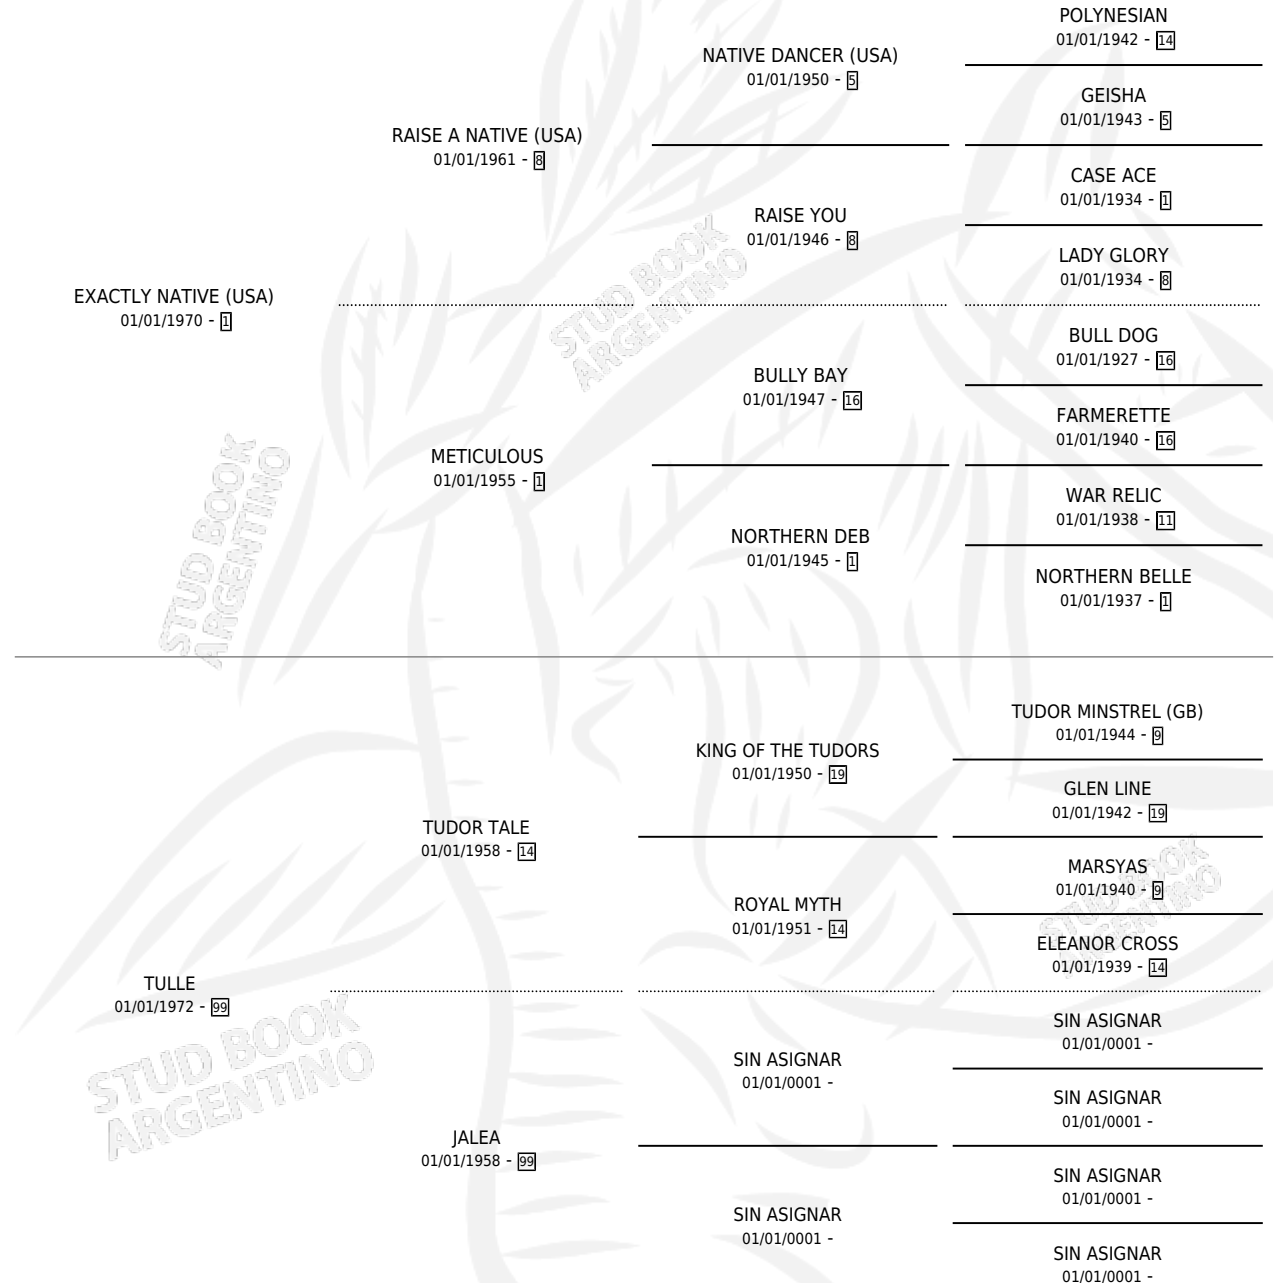 POLYNESIAN
01/01/1942 - 14
NATIVE DANCER (USA)
01/01/1950 - 5
GEISHA
01/01/1943 - 5
RAISE A NATIVE (USA)
01/01/1961 - 8
CASE ACE
01/01/1934 - 1
RAISE YOU
01/01/1946 - 8
LADY GLORY
01/01/1934 - 8
EXACTLY NATIVE (USA)
01/01/1970 - 1
STUD BOOK
ARGENTINO
BULL DOG
01/01/1927 - 16
BULLY BAY
01/01/1947 - 16
FARMERETTE
01/01/1940 - 16
METICULOUS
01/01/1955 - 1
WAR RELIC
01/01/1938 - 11
NORTHERN DEB
01/01/1945 - 1
NORTHERN BELLE
01/01/1937 - 1
STUD BOOK
ARGENTINO
TUDOR MINSTREL (GB)
01/01/1944 - 9
KING OF THE TUDORS
01/01/1950 - 19
GLEN LINE
01/01/1942 - 19
TUDOR TALE
01/01/1958 - 14
MARSYAS
01/01/1940 - 9
ROYAL MYTH
01/01/1951 - 14
STUD BOOK
ARGENTINO
ELEANOR CROSS
01/01/1939 - 14
TULLE
01/01/1972 - 99
SIN ASIGNAR
01/01/0001 -
SIN ASIGNAR
01/01/0001 -
STUD BOOK
ARGENTINO
SIN ASIGNAR
01/01/0001 -
JALEA
01/01/1958 - 99
SIN ASIGNAR
01/01/0001 -
SIN ASIGNAR
01/01/0001 -
SIN ASIGNAR
01/01/0001 -